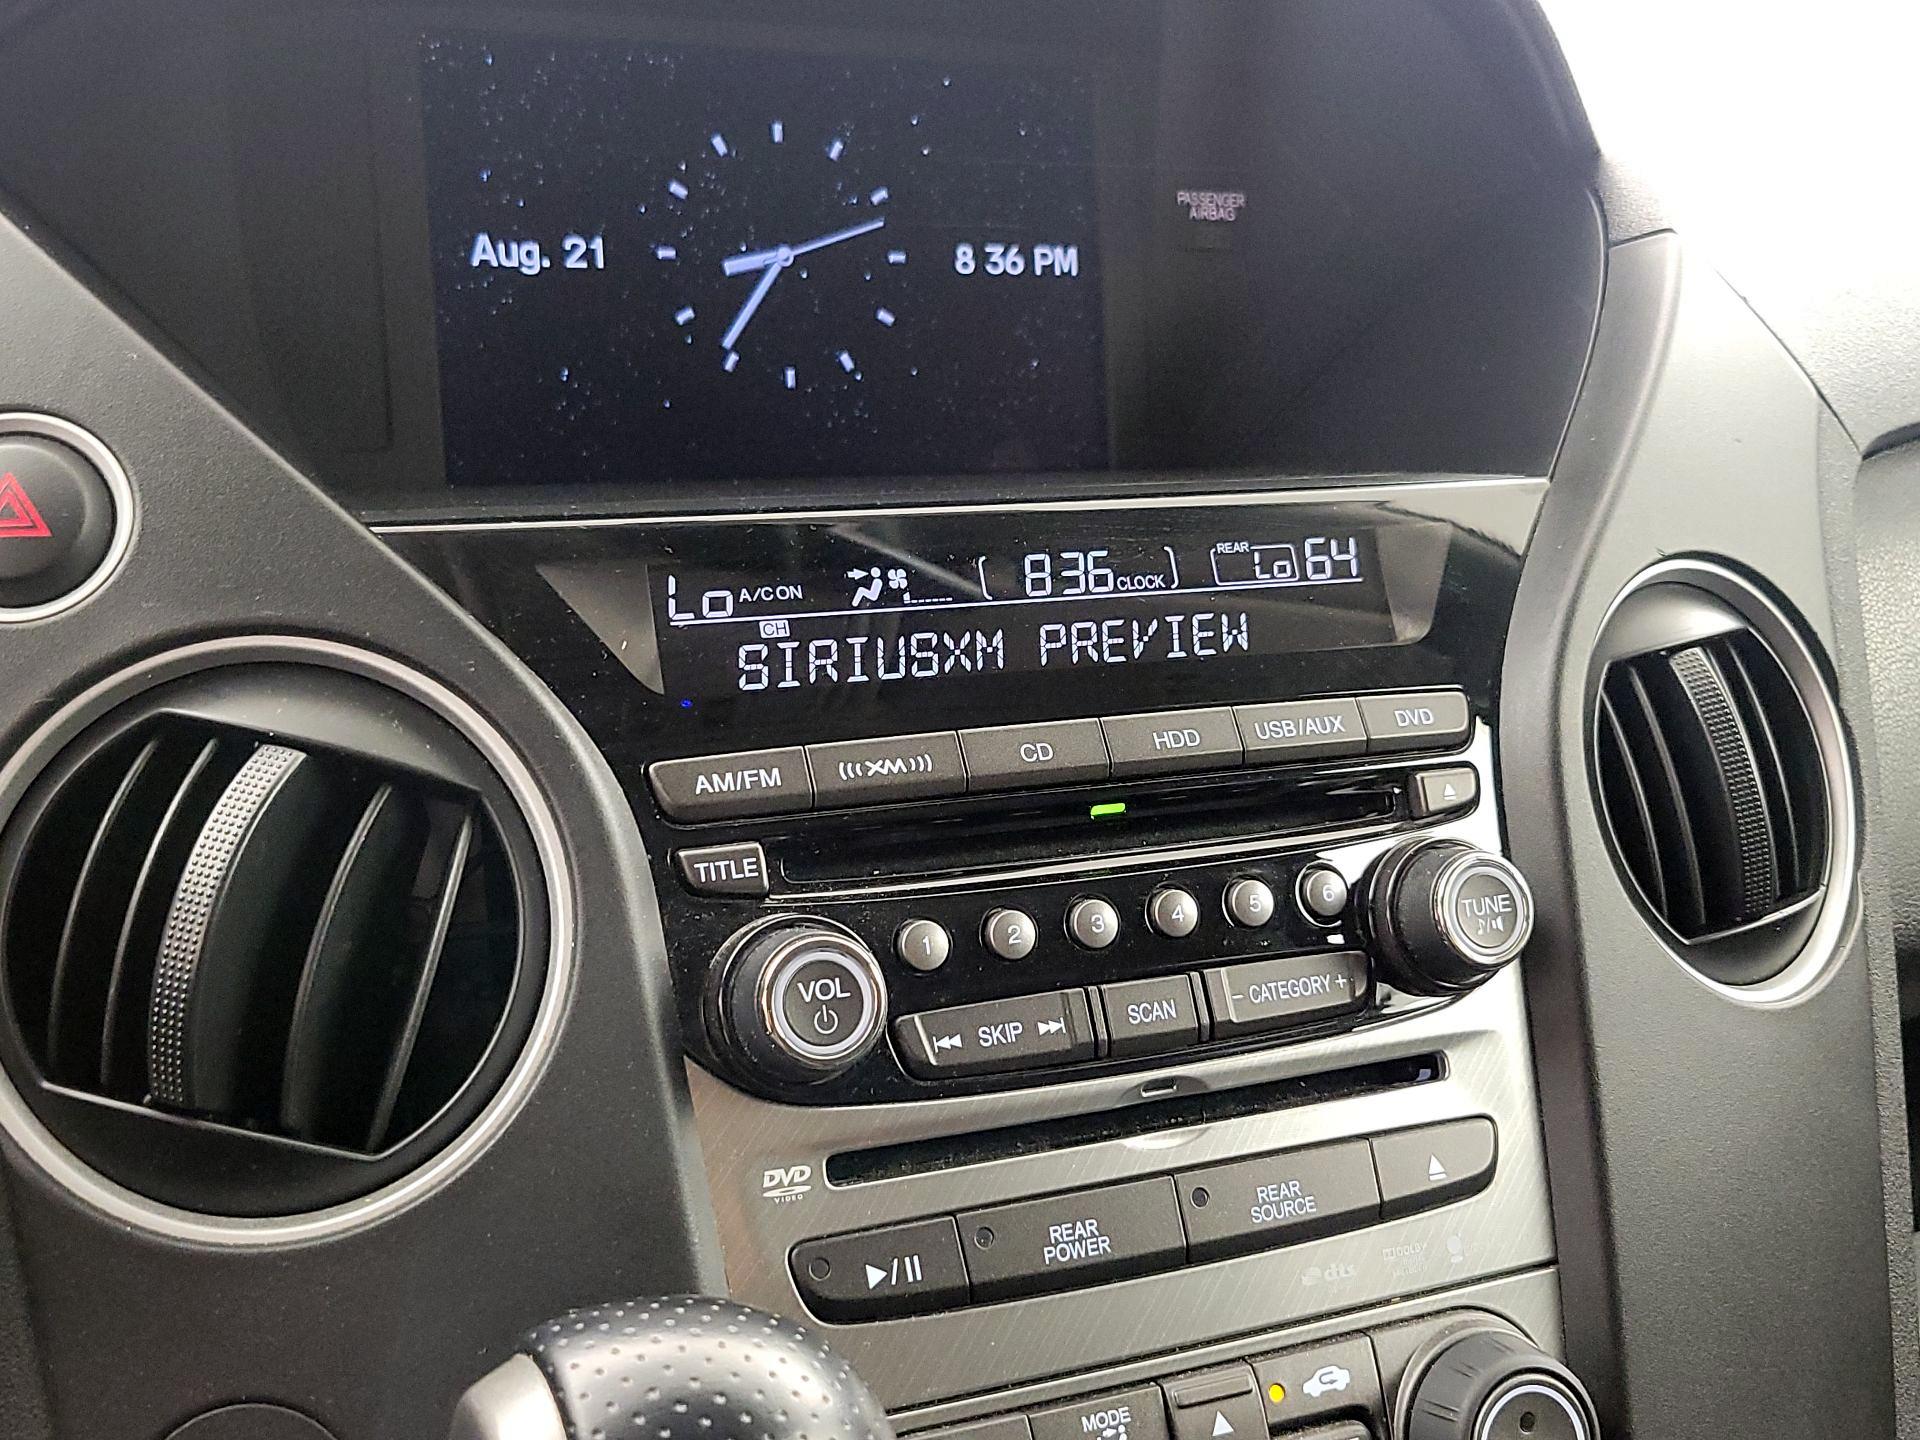 Aug. 21
8 36 PM
PASSENGER
AIRBAG
Lo A/C ON
836 CLOCK
REAR
Lo 64
CH
SIRIUSXM PREVIEW
AM/FM
(((XM)))
CD
HDD
USB/AUX
DVD
TITLE
1
2
3
4
5
6
TUNE
VOL
SKIP
SCAN
- CATEGORY +
DVD
VIDEO
REAR
POWER
REAR
SOURCE
dts
DOLBY
MODE